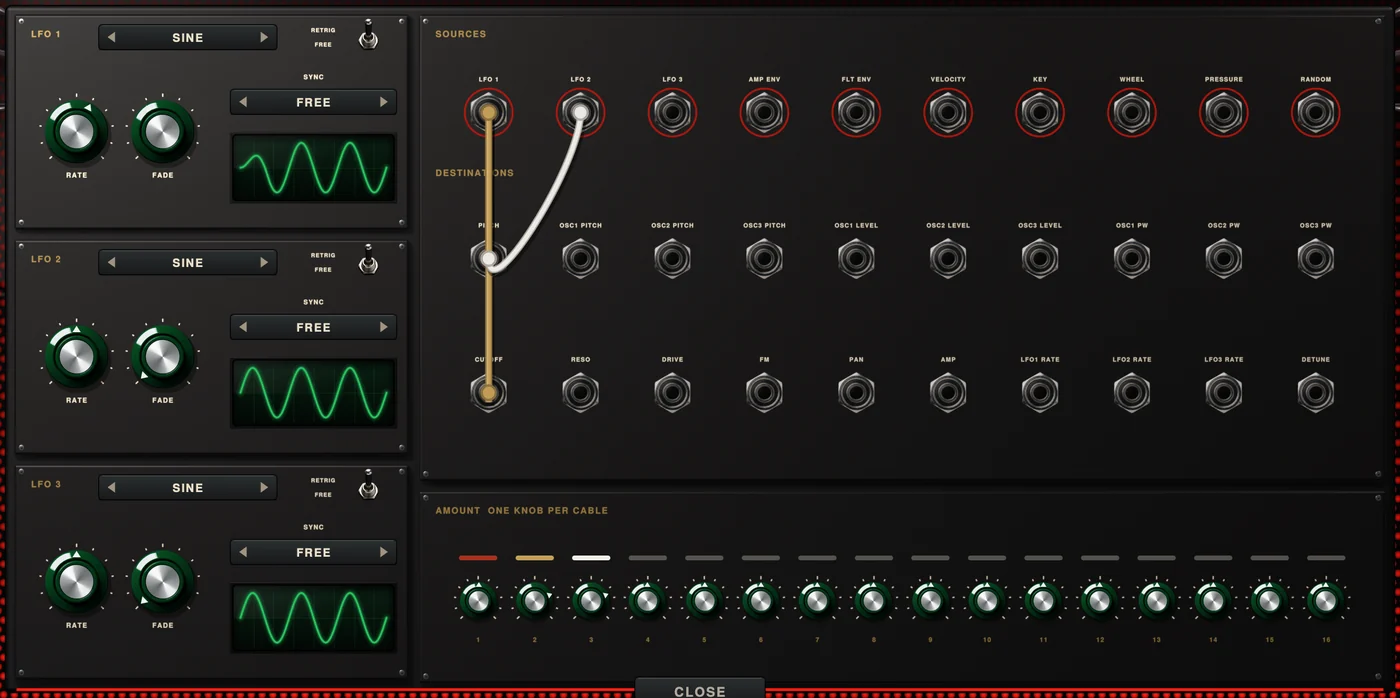 LFO 1
SINE
RETRIG
FREE
SYNC
FREE
RATE
FADE
LFO 2
SINE
RETRIG
FREE
SYNC
FREE
RATE
FADE
LFO 3
SINE
RETRIG
FREE
SYNC
FREE
RATE
FADE
SOURCES
LFO 1 LFO 2 LFO 3 AMP ENV FLT ENV VELOCITY KEY WHEEL PRESSURE RANDOM
DESTINATIONS
PITCH OSC1 PITCH OSC2 PITCH OSC3 PITCH OSC1 LEVEL OSC2 LEVEL OSC3 LEVEL OSC1 PW OSC2 PW OSC3 PW
CUTOFF RESO DRIVE FM PAN AMP LFO1 RATE LFO2 RATE LFO3 RATE DETUNE
AMOUNT ONE KNOB PER CABLE
1 2 3 4 5 6 7 8 9 10 11 12 13 14 15 16
CLOSE